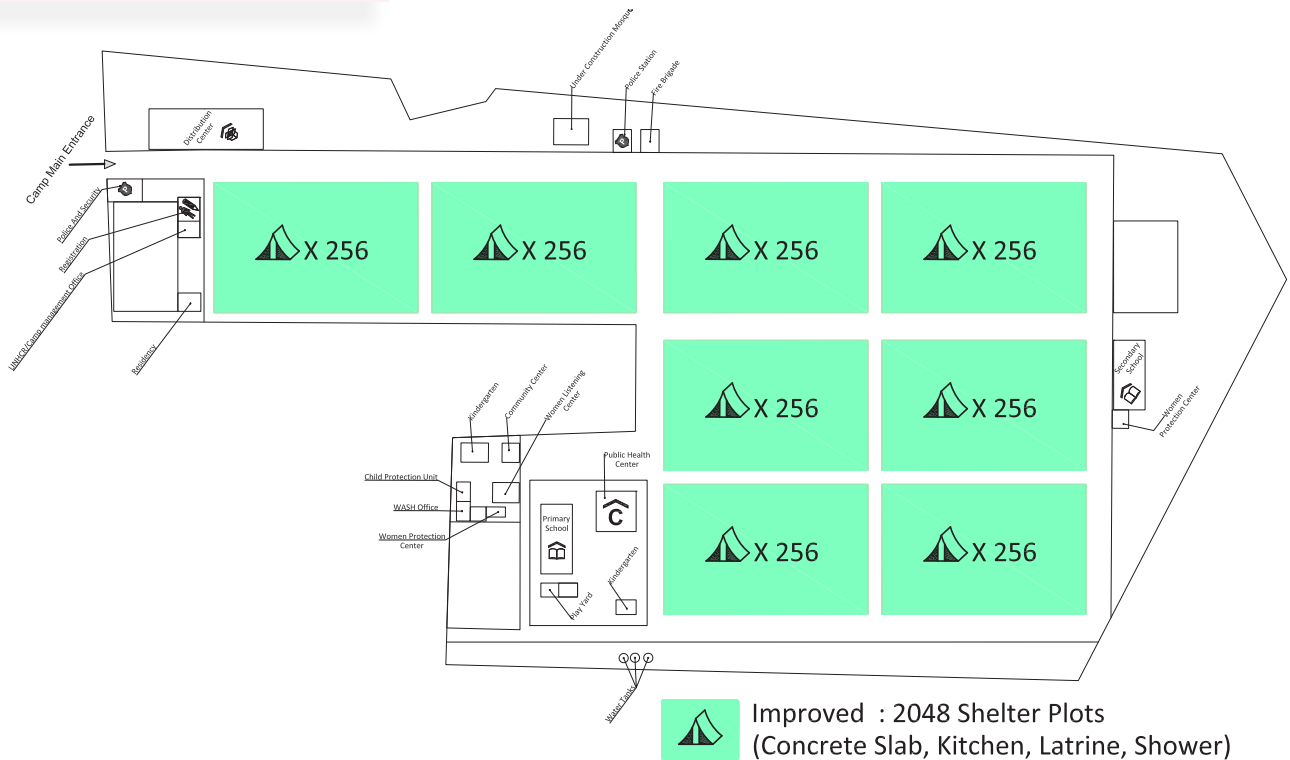 Under Construction Mosque
Police Station
Fire Brigade
Distribution
Center
Camp Main Entrance
Police And Security
Registration
UNHCR/Camp management Office
Residency
X 256
X 256
X 256
X 256
X 256
X 256
X 256
X 256
Secondary
School
Women
Protection Center
Kindergarten
Community Center
Women Listening
Center
Child Protection Unit
WASH Office
Women Protection
Center
Public Health
Center
C
Primary
School
Kindergarten
Play Yard
Water Tanks
Improved : 2048 Shelter Plots
(Concrete Slab, Kitchen, Latrine, Shower)